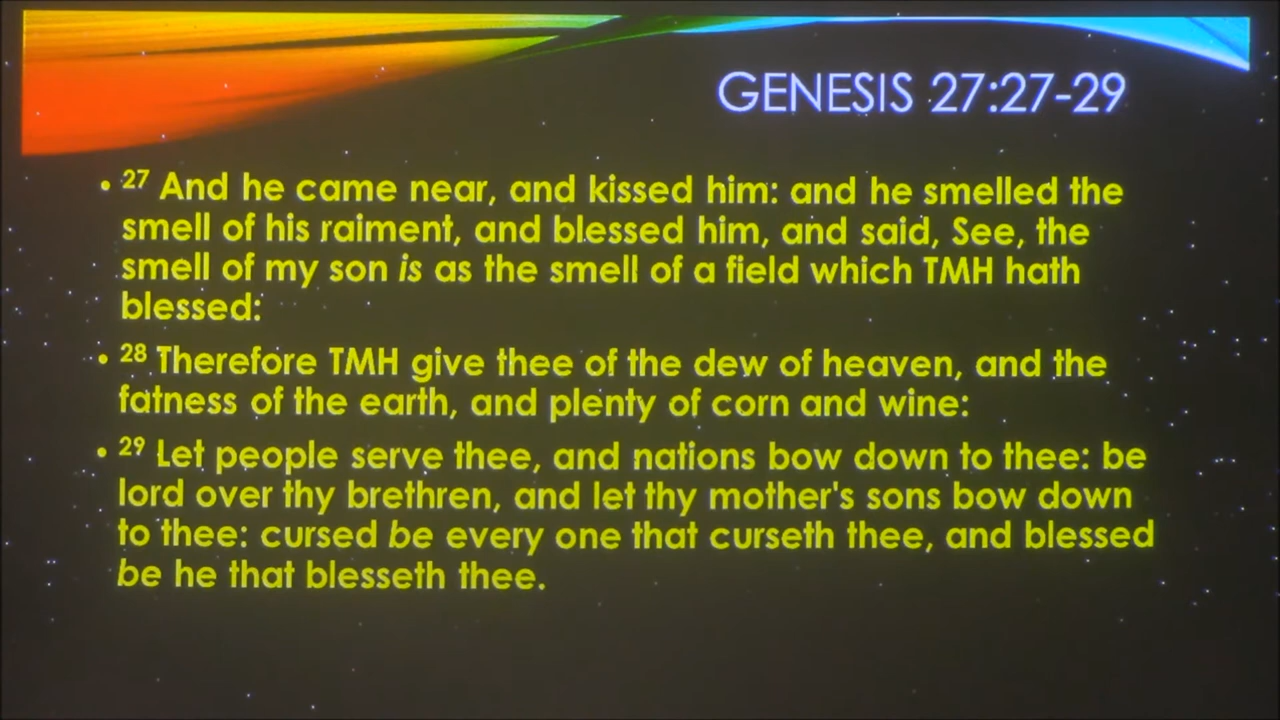 GENESIS 27:27-29
• 27 And he came near, and kissed him: and he smelled the
smell of his raiment, and blessed him, and said, See, the
smell of my son is as the smell of a field which TMH hath
blessed:
• 28 Therefore TMH give thee of the dew of heaven, and the
fatness of the earth, and plenty of corn and wine:
• 29 Let people serve thee, and nations bow down to thee: be
lord over thy brethren, and let thy mother's sons bow down
to thee: cursed be every one that curseth thee, and blessed
be he that blesseth thee.